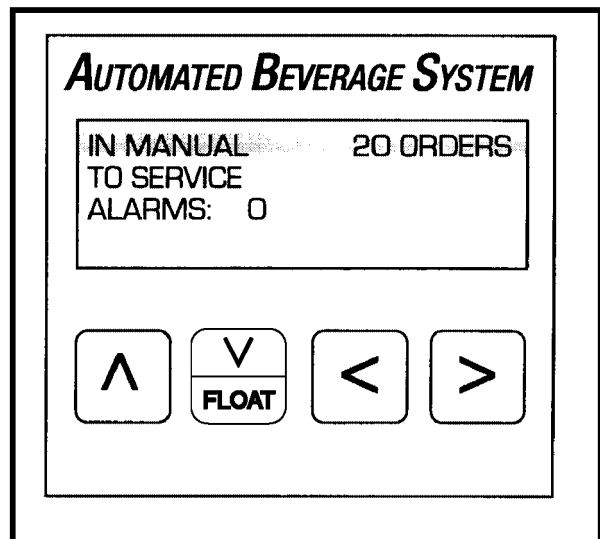 AUTOMATED BEVERAGE SYSTEM
IN MANUAL 20 ORDERS
TO SERVICE
ALARMS: 0
Λ
V
FLOAT
<
>